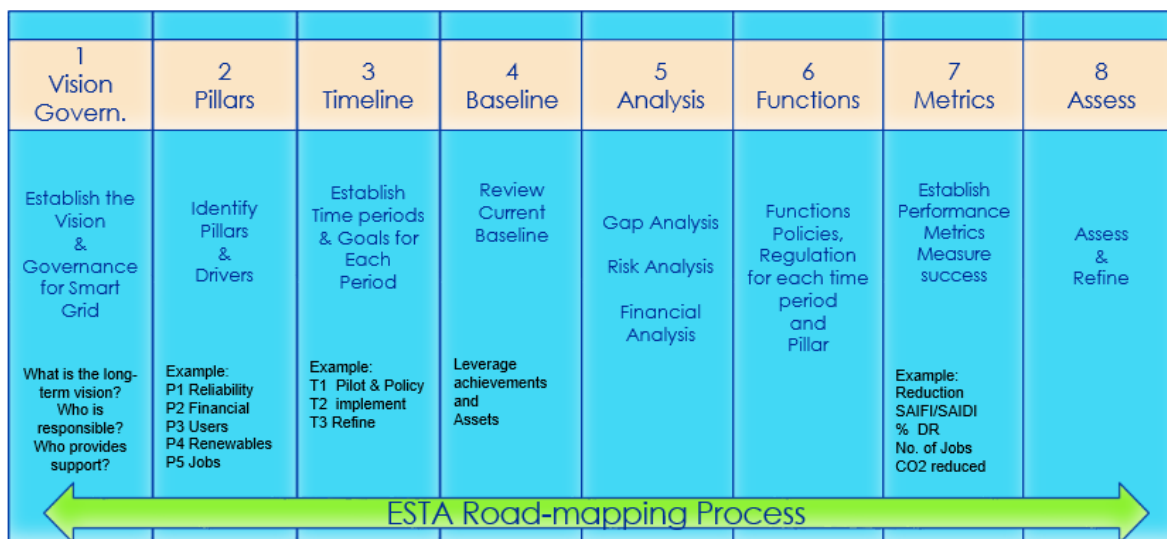 1
Vision
Govern.
2
Pillars
3
Timeline
4
Baseline
5
Analysis
6
Functions
7
Metrics
8
Assess
Establish the
Vision
&
Governance
for Smart
Grid
What is the long-
term vision?
Who is
responsible?
Who provides
support?
Identify
Pillars
&
Drivers
Example:
P1 Reliability
P2 Financial
P3 Users
P4 Renewables
P5 Jobs
Establish
Time periods
& Goals for
Each
Period
Example:
T1 Pilot & Policy
T2 implement
T3 Refine
Review
Current
Baseline
Leverage
achievements
and
Assets
Gap Analysis
Risk Analysis
Financial
Analysis
Functions
Policies,
Regulation
for each time
period
and
Pillar
Establish
Performance
Metrics
Measure
success
Example:
Reduction
SAIFI/SAIDI
% DR
No. of Jobs
CO2 reduced
Assess
&
Refine
ESTA Road-mapping Process